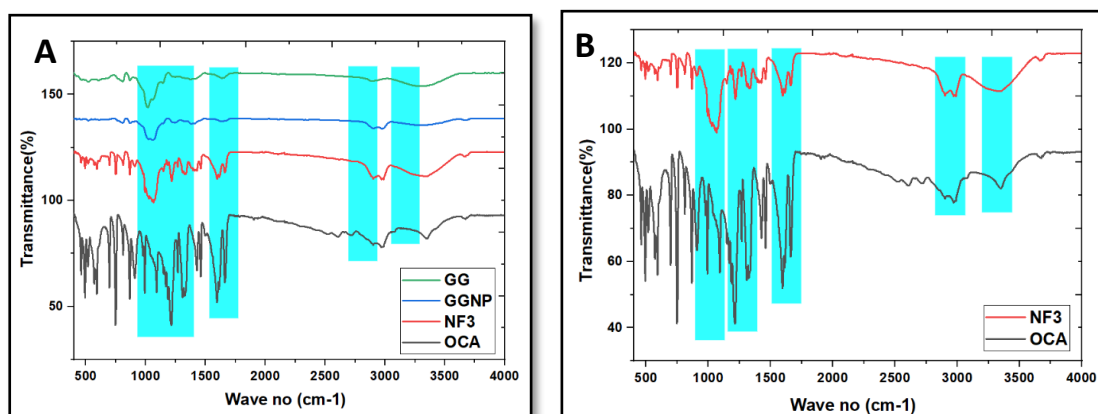 A
Transmittance(%)
150
100
50
GG
GGNP
NF3
OCA
500 1000 1500 2000 2500 3000 3500 4000
Wave no (cm-1)
B
Transmittance(%)
120
100
80
60
40
NF3
OCA
500 1000 1500 2000 2500 3000 3500 4000
Wave no (cm-1)